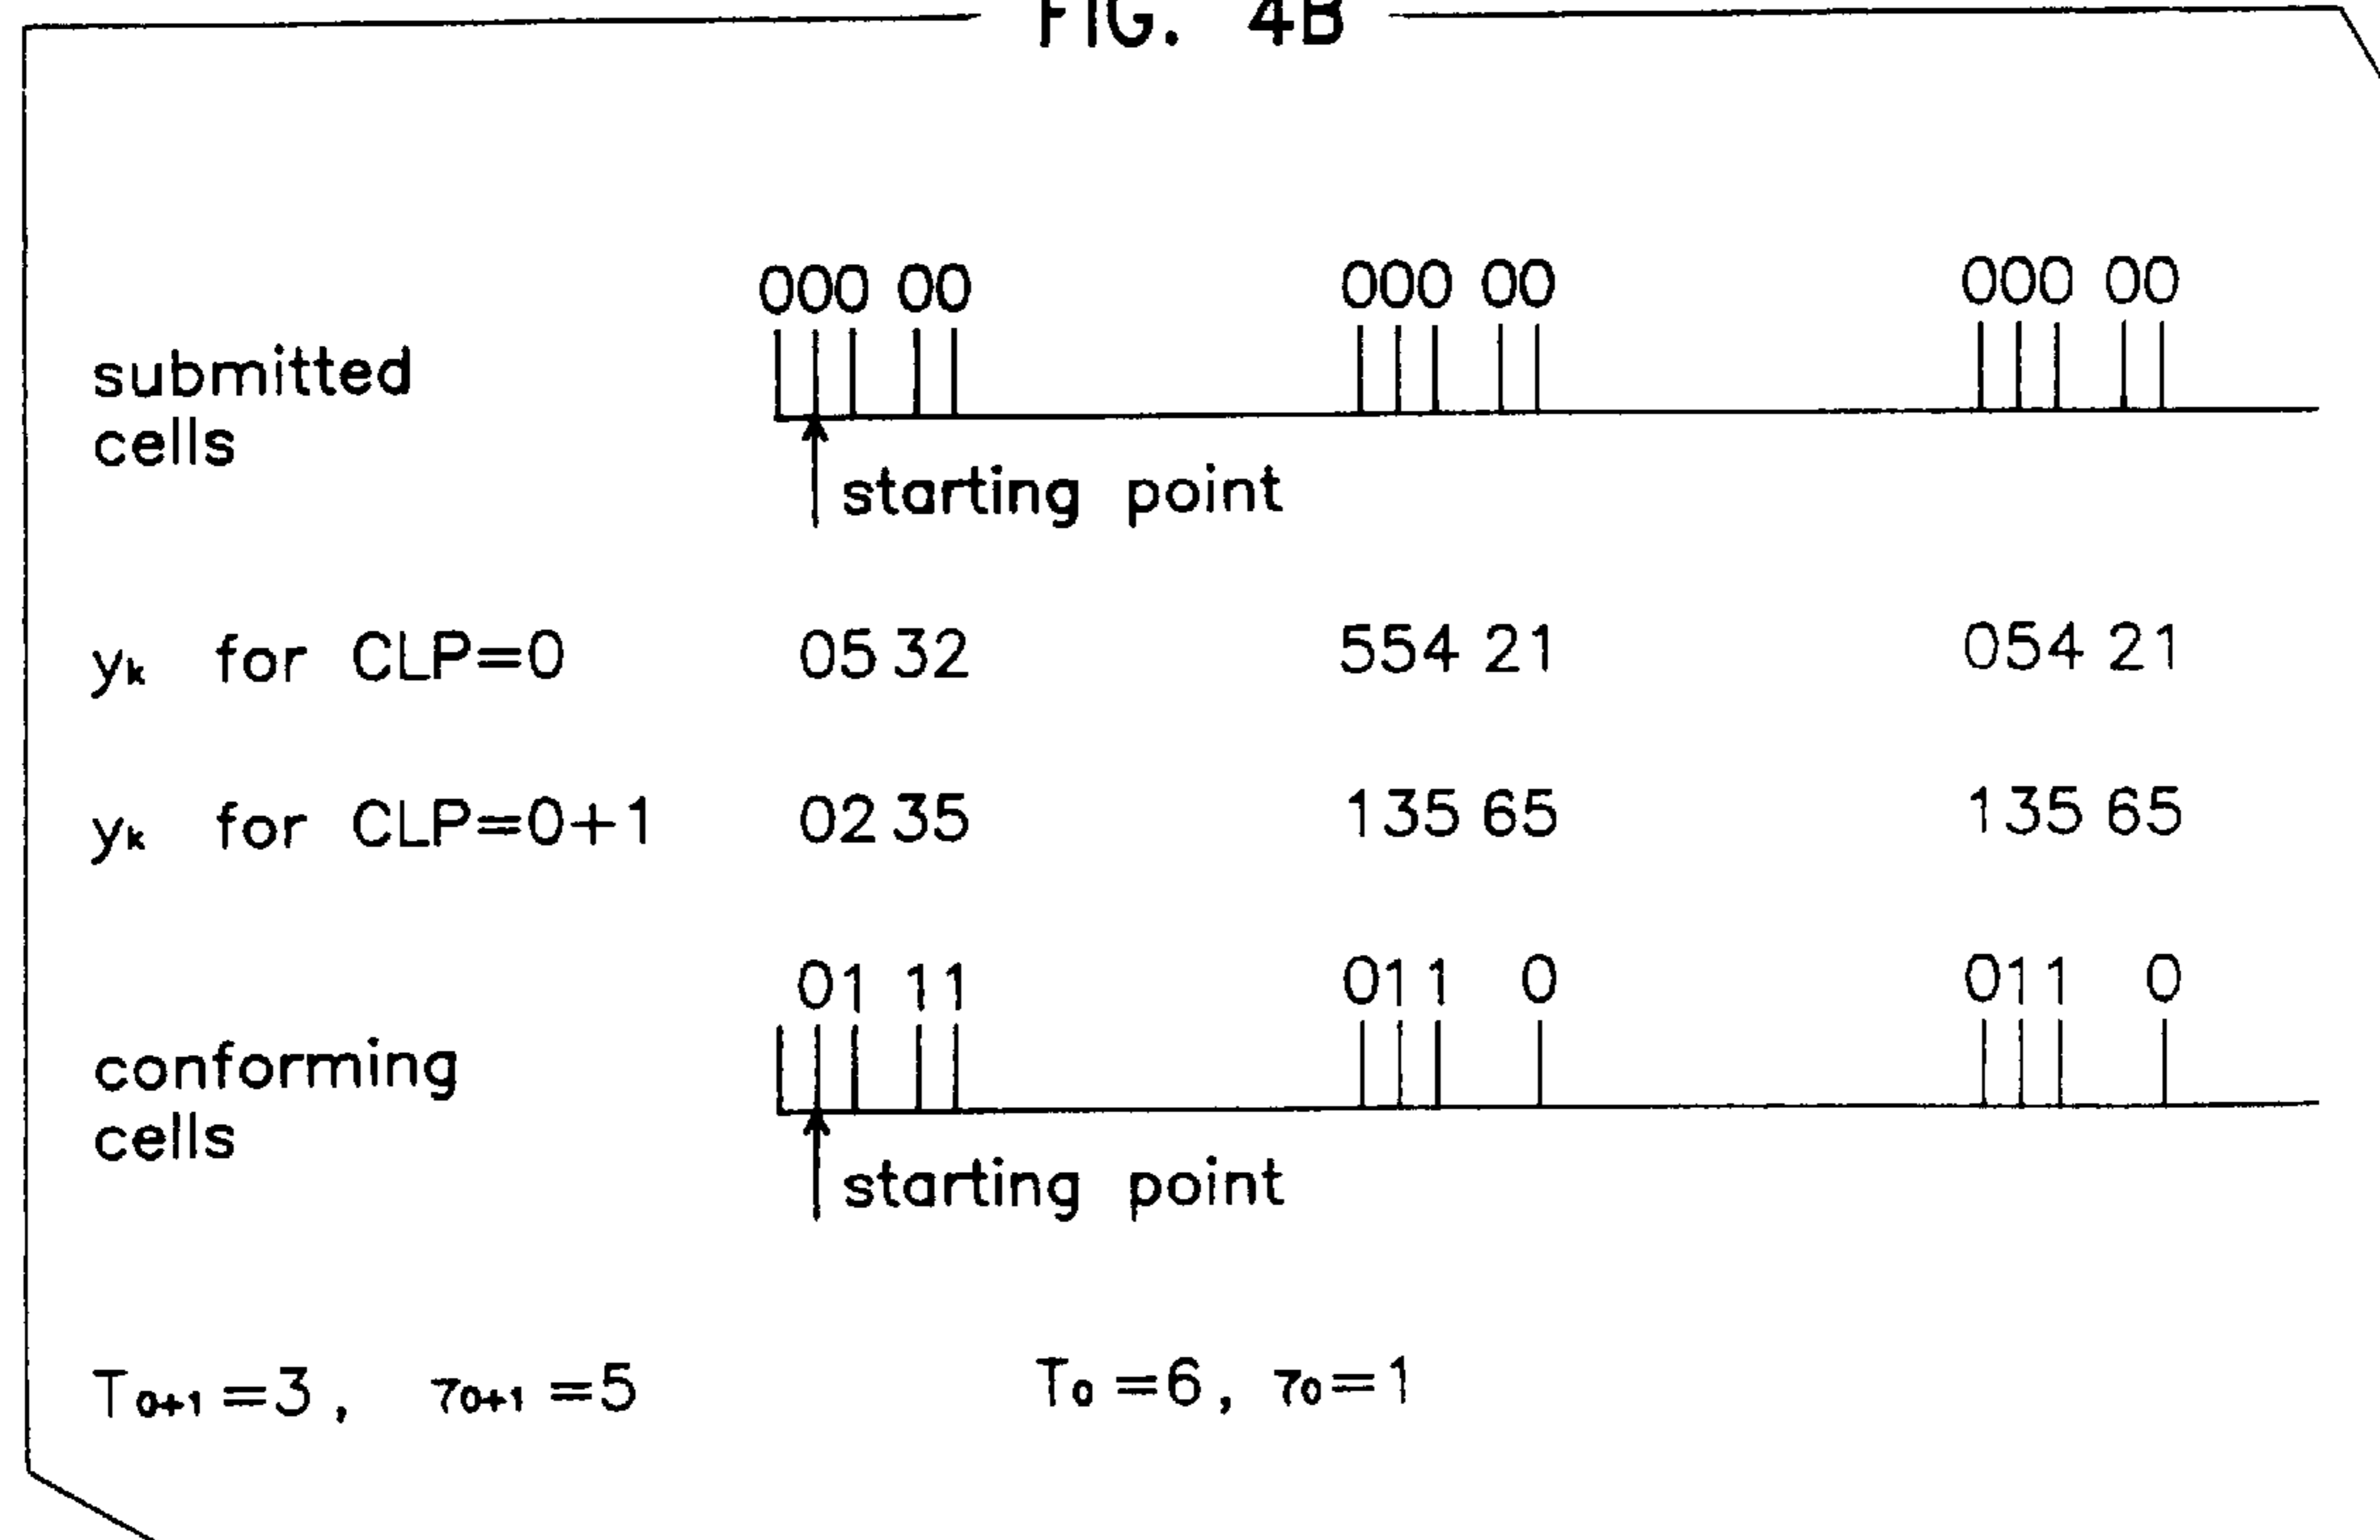 FIG. 4B
000 00 000 00 000 00
submitted
cells
starting point
yk for CLP=0 05 32 554 21 054 21
yk for CLP=0+1 02 35 135 65 135 65
01 11 011 0 011 0
conforming
cells
starting point
T0+1=3, τ0+1=5 T0=6, τ0=1